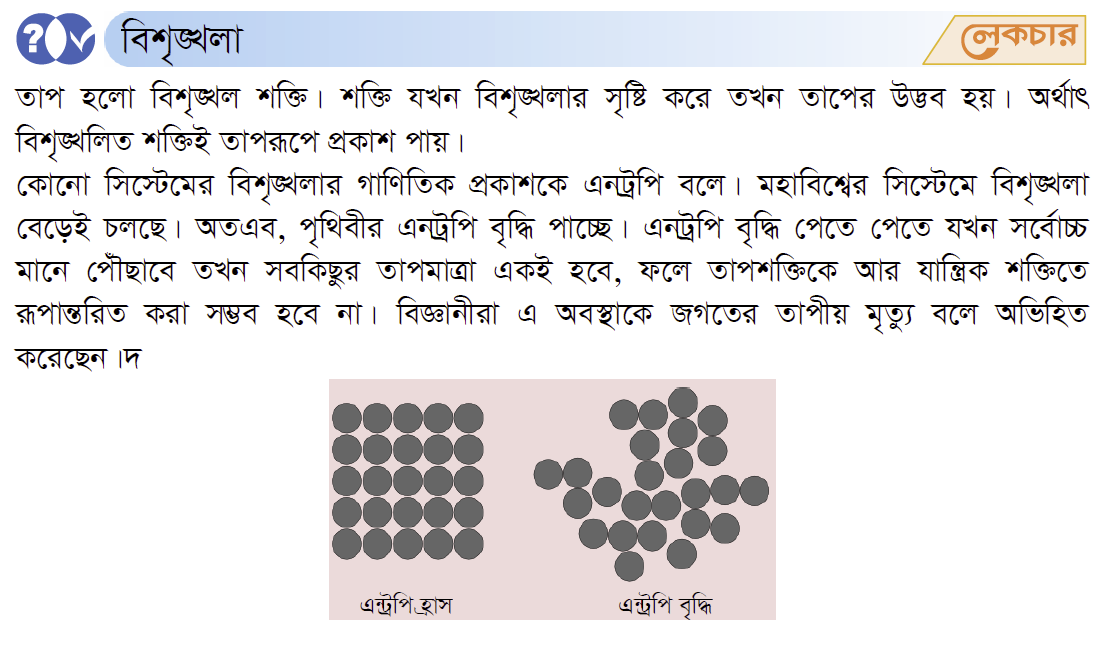 ? বিশৃঙ্খলা
লেকচার
তাপ হলো বিশৃঙ্খল শক্তি। শক্তি যখন বিশৃঙ্খলার সৃষ্টি করে তখন তাপের উদ্ভব হয়। অর্থাৎ
বিশৃঙ্খলিত শক্তিই তাপরূপে প্রকাশ পায়।
কোনো সিস্টেমের বিশৃঙ্খলার গাণিতিক প্রকাশকে এনট্রপি বলে। মহাবিশ্বের সিস্টেমে বিশৃঙ্খলা
বেড়েই চলছে। অতএব, পৃথিবীর এনট্রপি বৃদ্ধি পাচ্ছে। এনট্রপি বৃদ্ধি পেতে পেতে যখন সর্বোচ্চ
মানে পৌঁছাবে তখন সবকিছুর তাপমাত্রা একই হবে, ফলে তাপশক্তিকে আর যান্ত্রিক শক্তিতে
রূপান্তরিত করা সম্ভব হবে না। বিজ্ঞানীরা এ অবস্থাকে জগতের তাপীয় মৃত্যু বলে অভিহিত
করেছেন।দ
এন্ট্রপি হ্রাস
এন্ট্রপি বৃদ্ধি